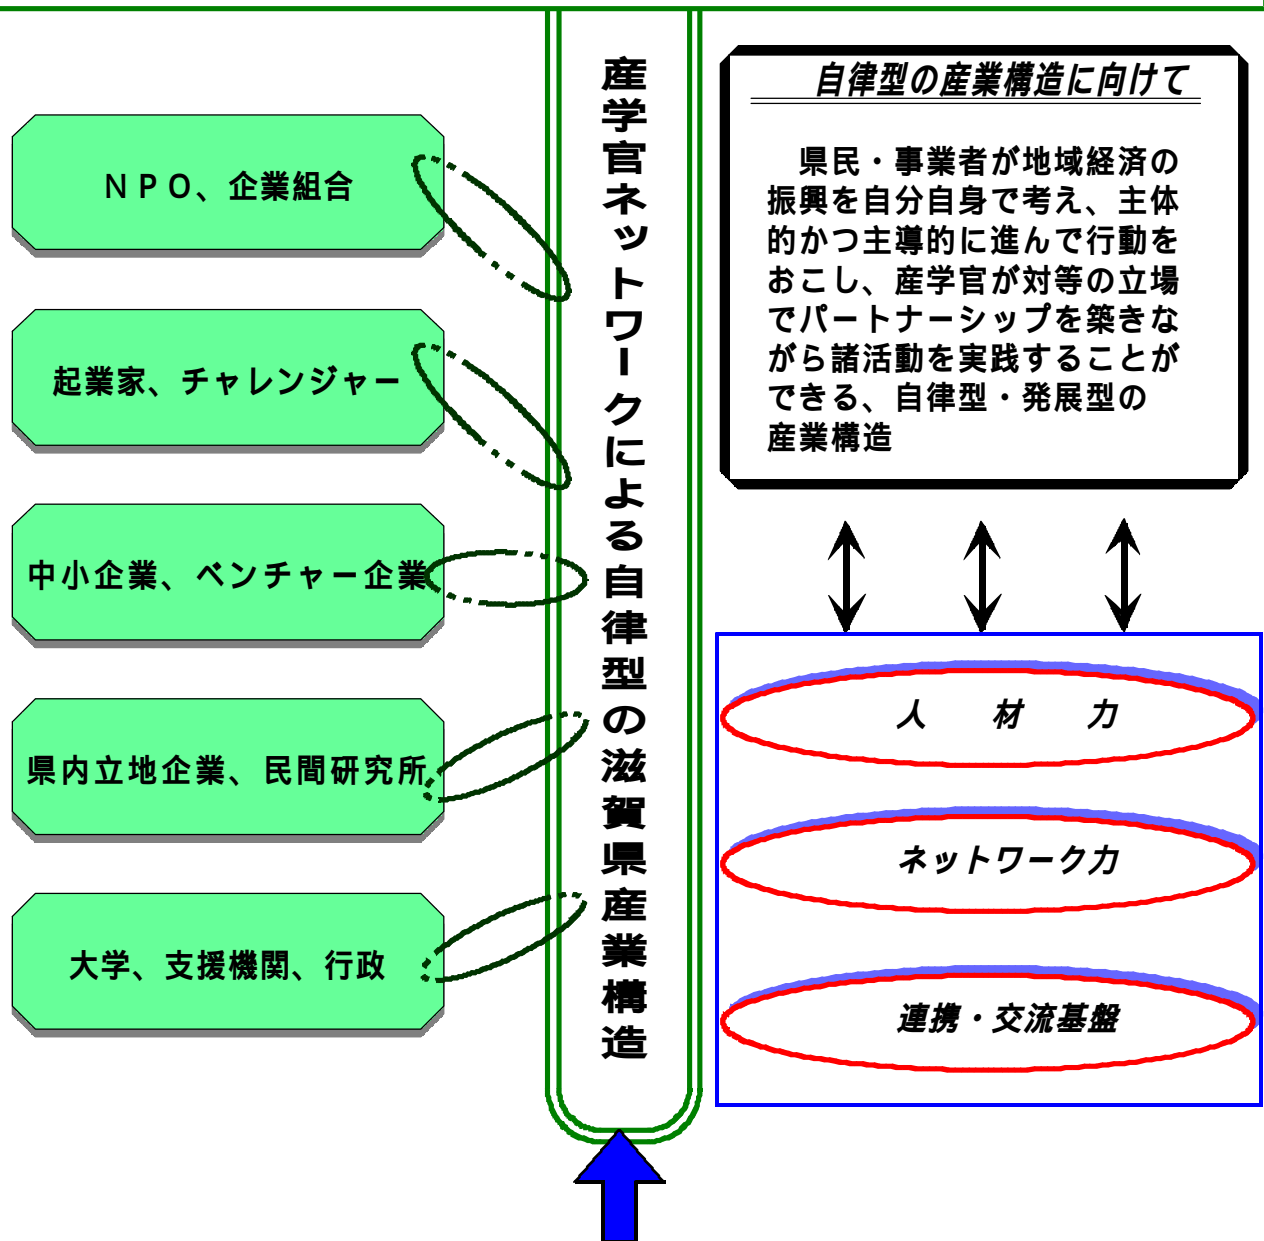 ＮＰＯ、企業組合
起業家、チャレンジャー
中小企業、ベンチャー企業
県内立地企業、民間研究所
大学、支援機関、行政
産学官ネットワークによる自律型の滋賀県産業構造
自律型の産業構造に向けて
県民・事業者が地域経済の
振興を自分自身で考え、主体
的かつ主導的に進んで行動を
おこし、産学官が対等の立場
でパートナーシップを築きな
がら諸活動を実践することが
できる、自律型・発展型の
産業構造
人　材　力
ネットワーク力
連携・交流基盤